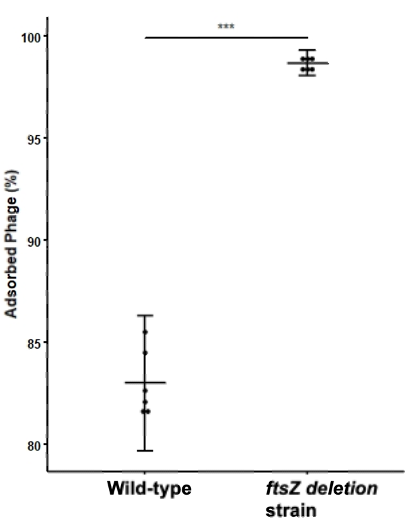 ***
100
95
90
85
80
Adsorbed Phage (%)
Wild-type
ftsZ deletion
strain